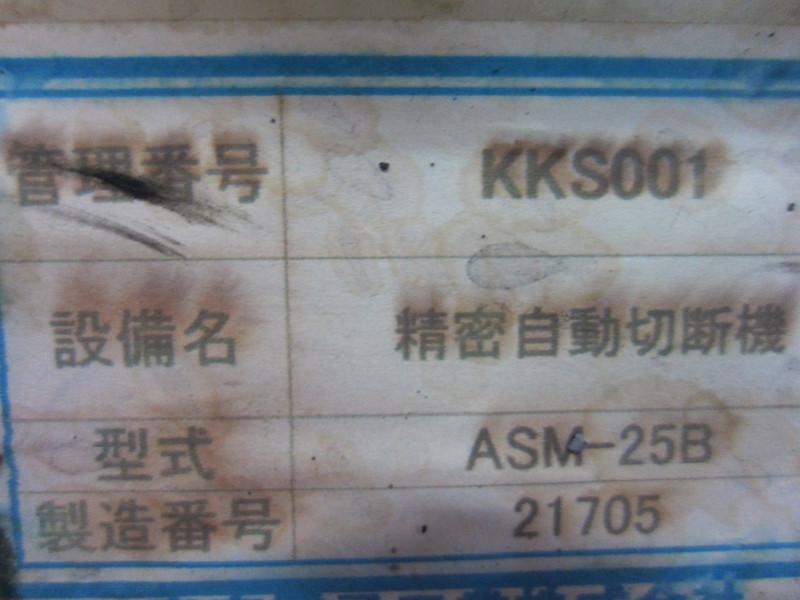 管理番号 KKS001
設備名 精密自動切断機
型式 ASM-25B
製造番号 21705